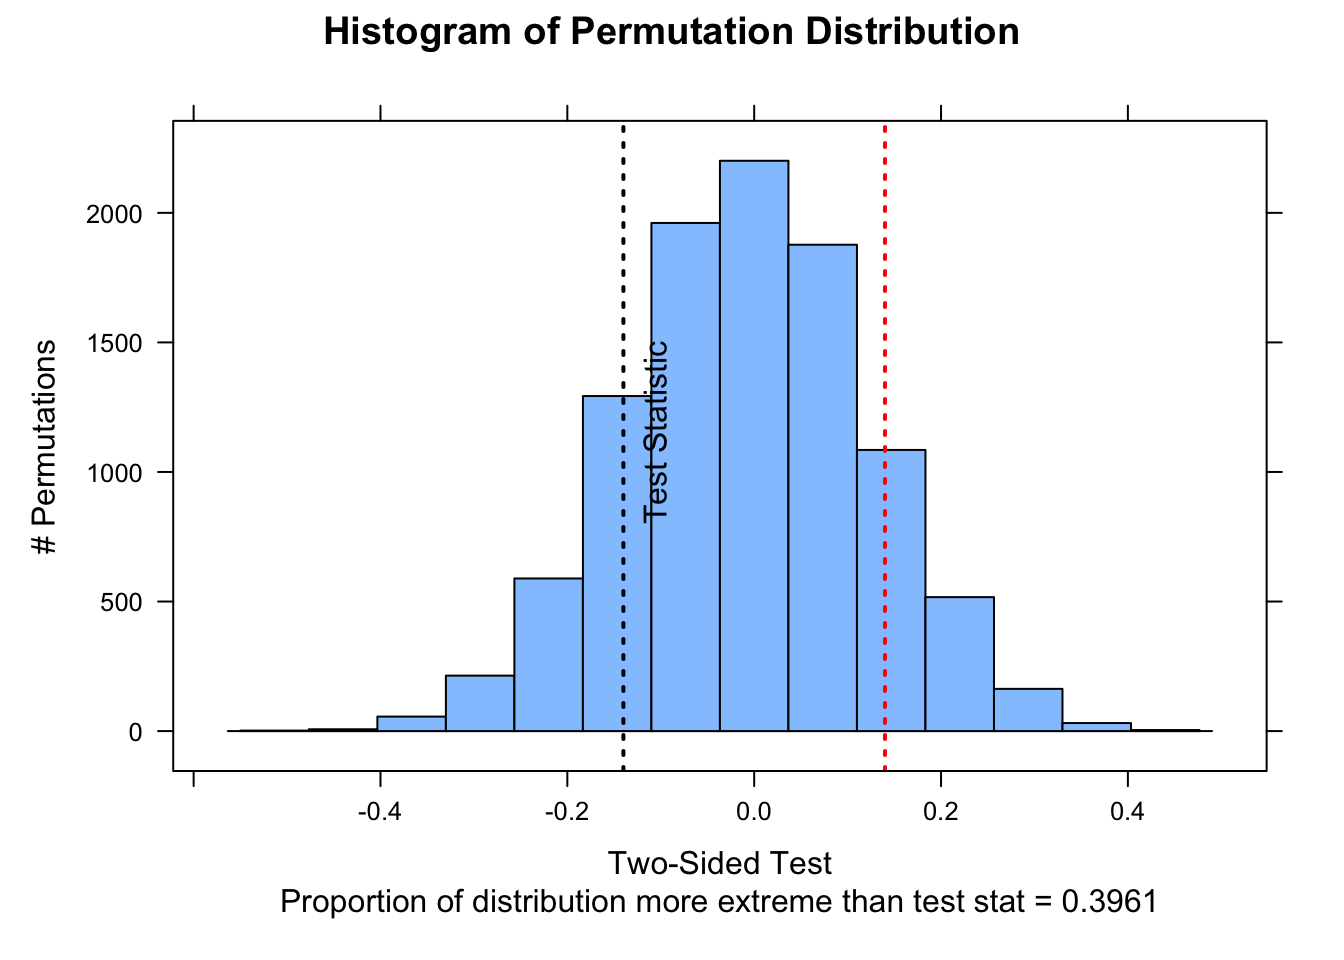 Histogram of Permutation Distribution
# Permutations
2000
1500
1000
500
0
Test Statistic
-0.4
-0.2
0.0
0.2
0.4
Two-Sided Test
Proportion of distribution more extreme than test stat = 0.3961